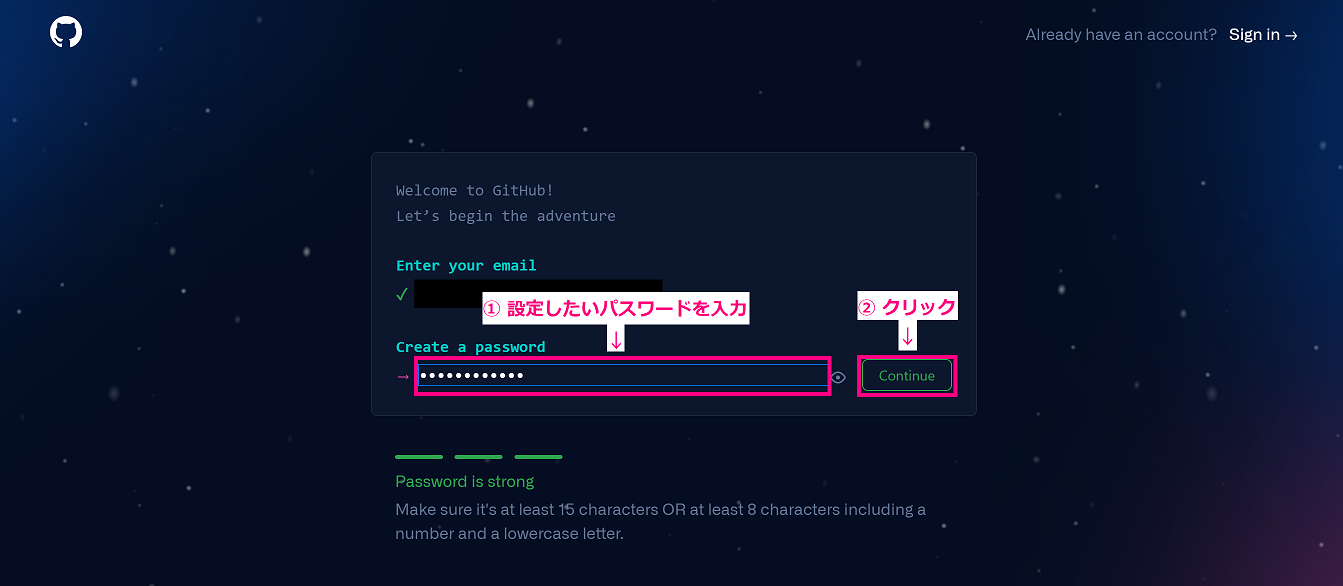 Already have an account? Sign in →
Welcome to GitHub!
Let’s begin the adventure
Enter your email
① 設定したいパスワードを入力
② クリック
Create a password
Continue
Password is strong
Make sure it's at least 15 characters OR at least 8 characters including a
number and a lowercase letter.